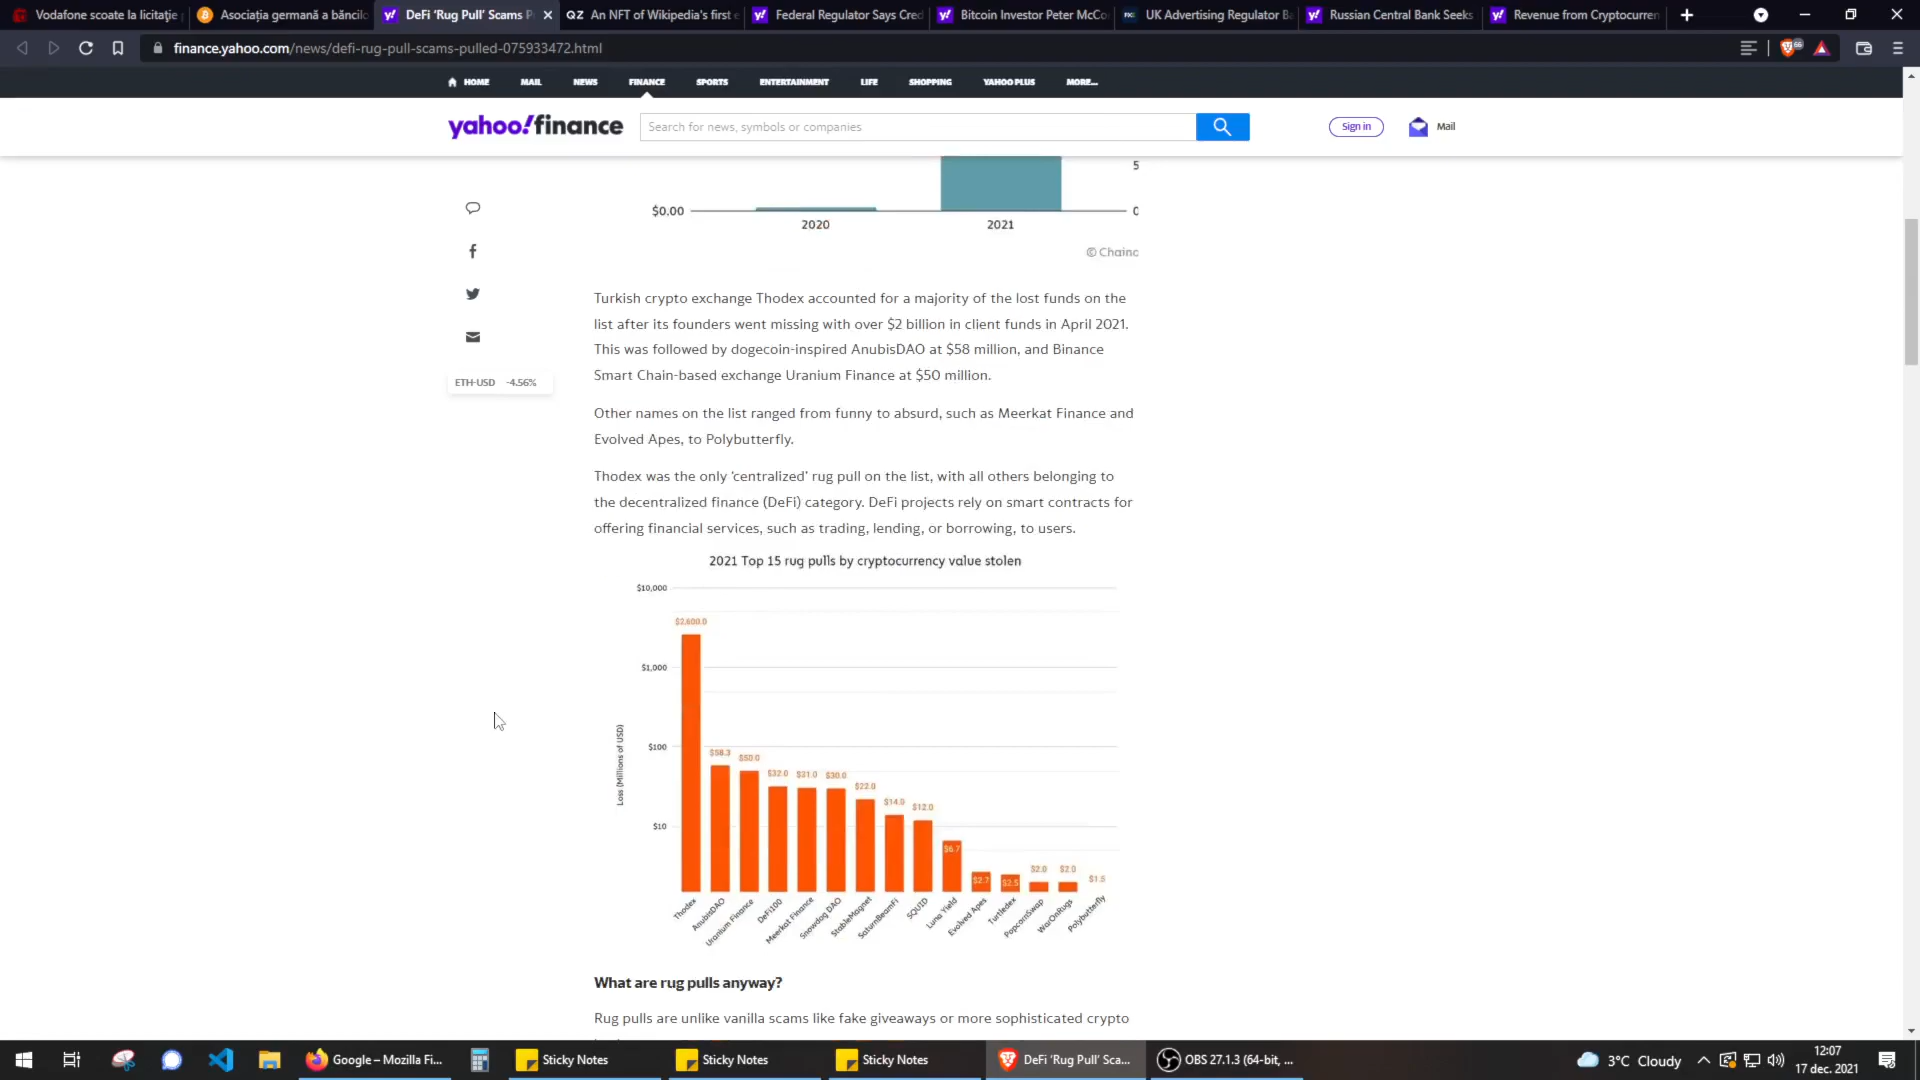 Vodafone scoate la licitaţie
Asociația germană a băncilo
DeFi ‘Rug Pull’ Scams P
QZ An NFT of Wikipedia's first e
Federal Regulator Says Cred
Bitcoin Investor Peter McCo
UK Advertising Regulator Ba
Russian Central Bank Seeks
Revenue from Cryptocurren
finance.yahoo.com/news/defi-rug-pull-scams-pulled-075933472.html
HOME MAIL NEWS FINANCE SPORTS ENTERTAINMENT LIFE SHOPPING YAHOO PLUS MORE...
yahoo!finance
Search for news, symbols or companies
Sign in
Mail
5
$0.00
0
2020 2021
© Chainc
Turkish crypto exchange Thodex accounted for a majority of the lost funds on the
list after its founders went missing with over $2 billion in client funds in April 2021.
This was followed by dogecoin-inspired AnubisDAO at $58 million, and Binance
Smart Chain-based exchange Uranium Finance at $50 million.
ETH-USD -4.56%
Other names on the list ranged from funny to absurd, such as Meerkat Finance and
Evolved Apes, to Polybutterfly.
Thodex was the only ‘centralized’ rug pull on the list, with all others belonging to
the decentralized finance (DeFi) category. DeFi projects rely on smart contracts for
offering financial services, such as trading, lending, or borrowing, to users.
2021 Top 15 rug pulls by cryptocurrency value stolen
$10,000
$1,000
$100
$10
Loss (Millions of USD)
$2,600.0
$58.3
$50.0
$32.0
$31.0
$30.0
$22.0
$14.0
$12.0
$6.7
$2.7
$2.5
$2.0
$2.0
$1.5
Thodex
AnubisDAO
Uranium Finance
DeFi100
Meerkat Finance
Snowdog DAO
StableMagnet
SaturnBeamFi
SQUID
Luna Yield
Evolved Apes
Turtledex
PopcornSwap
WarOnRugs
Polybutterfly
What are rug pulls anyway?
Rug pulls are unlike vanilla scams like fake giveaways or more sophisticated crypto
Google – Mozilla Fi...
Sticky Notes
Sticky Notes
Sticky Notes
DeFi ‘Rug Pull’ Sca...
OBS 27.1.3 (64-bit, ...
3°C Cloudy
12:07
17 dec. 2021